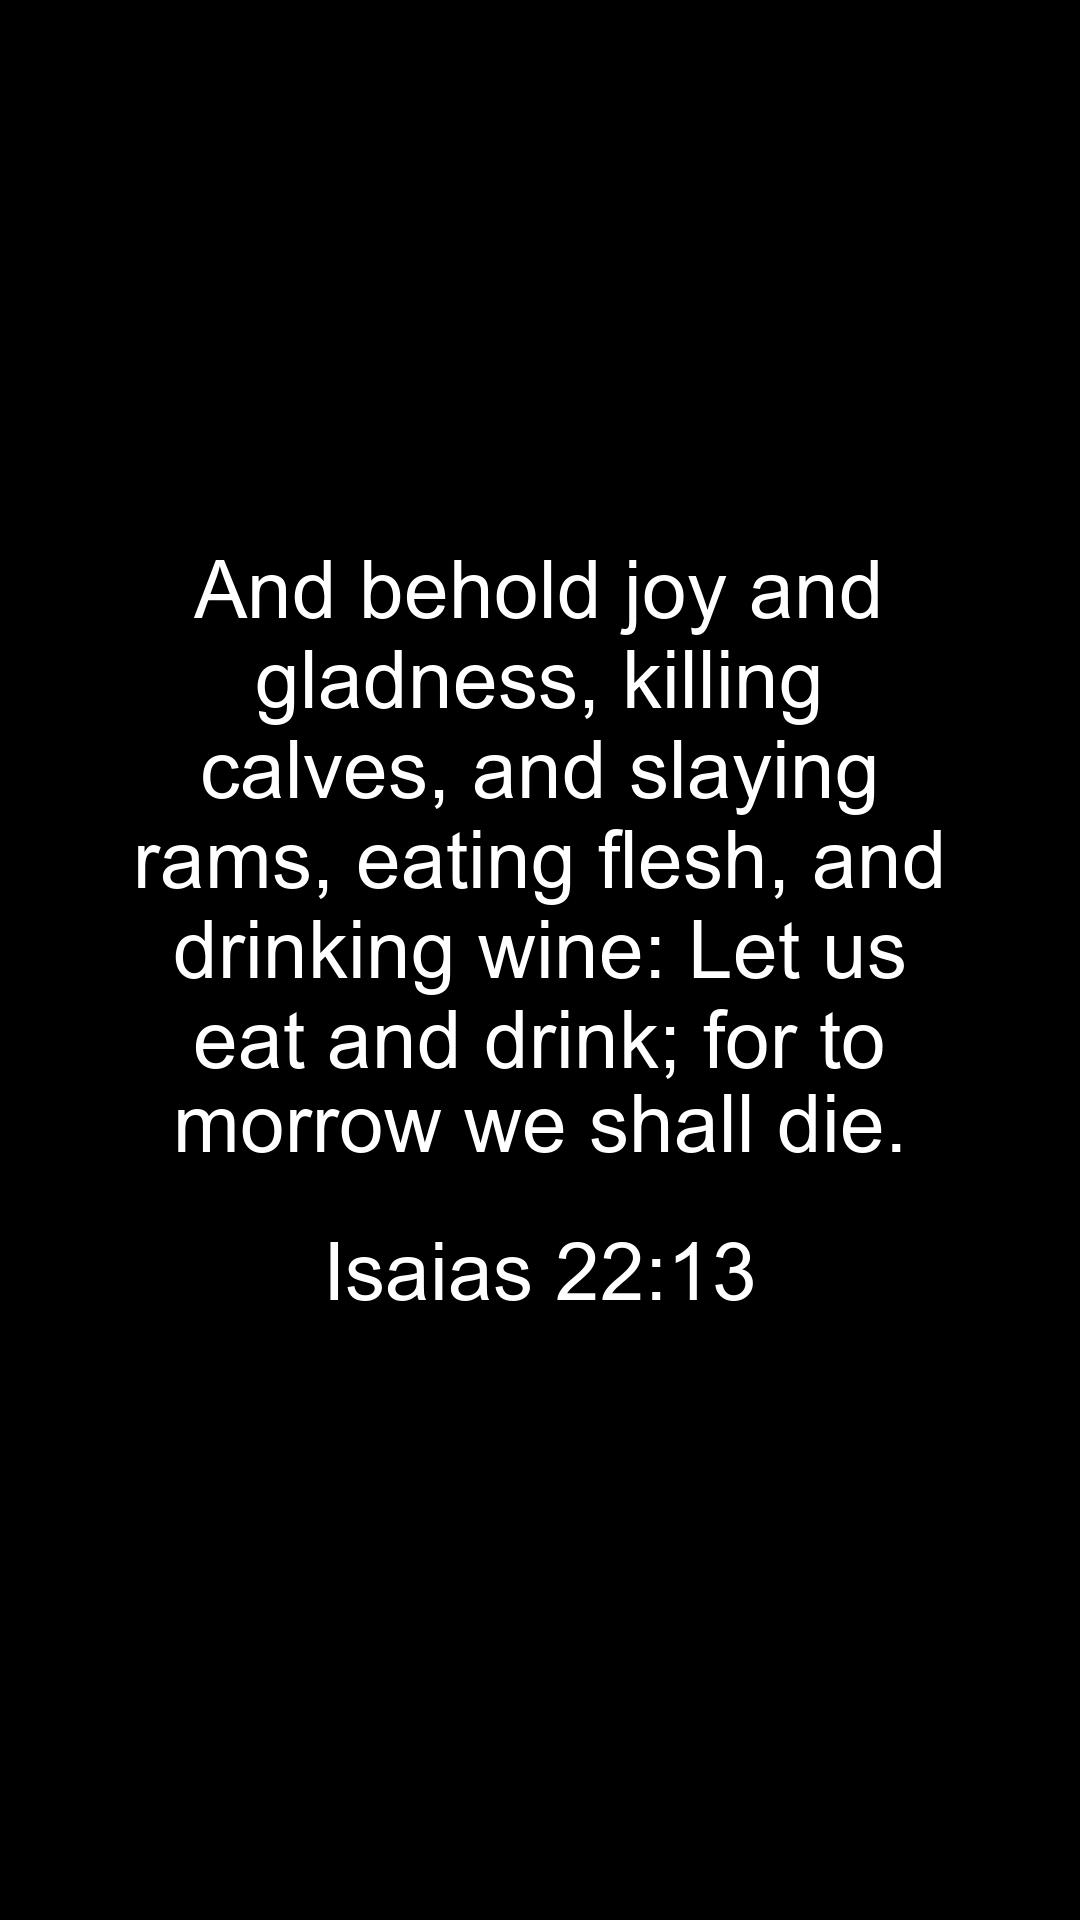 And behold joy and
gladness, killing
calves, and slaying
rams, eating flesh, and
drinking wine: Let us
eat and drink; for to
morrow we shall die.
Isaias 22:13